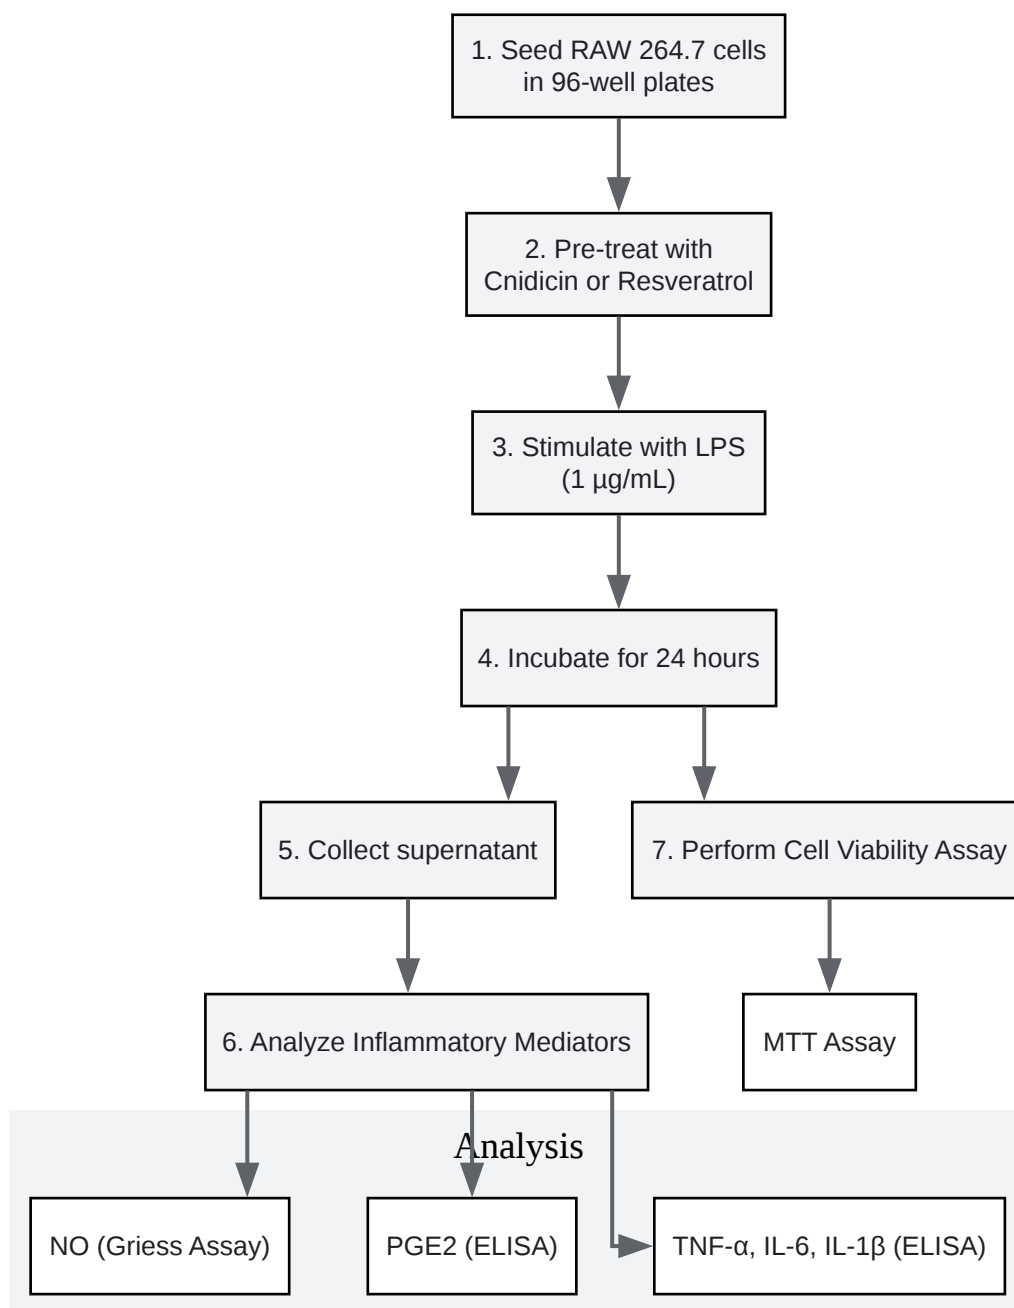 1. Seed RAW 264.7 cells
in 96-well plates
2. Pre-treat with
Cnidicin or Resveratrol
3. Stimulate with LPS
(1 µg/mL)
4. Incubate for 24 hours
5. Collect supernatant
7. Perform Cell Viability Assay
6. Analyze Inflammatory Mediators
MTT Assay
Analysis
NO (Griess Assay)
PGE2 (ELISA)
TNF-α, IL-6, IL-1β (ELISA)